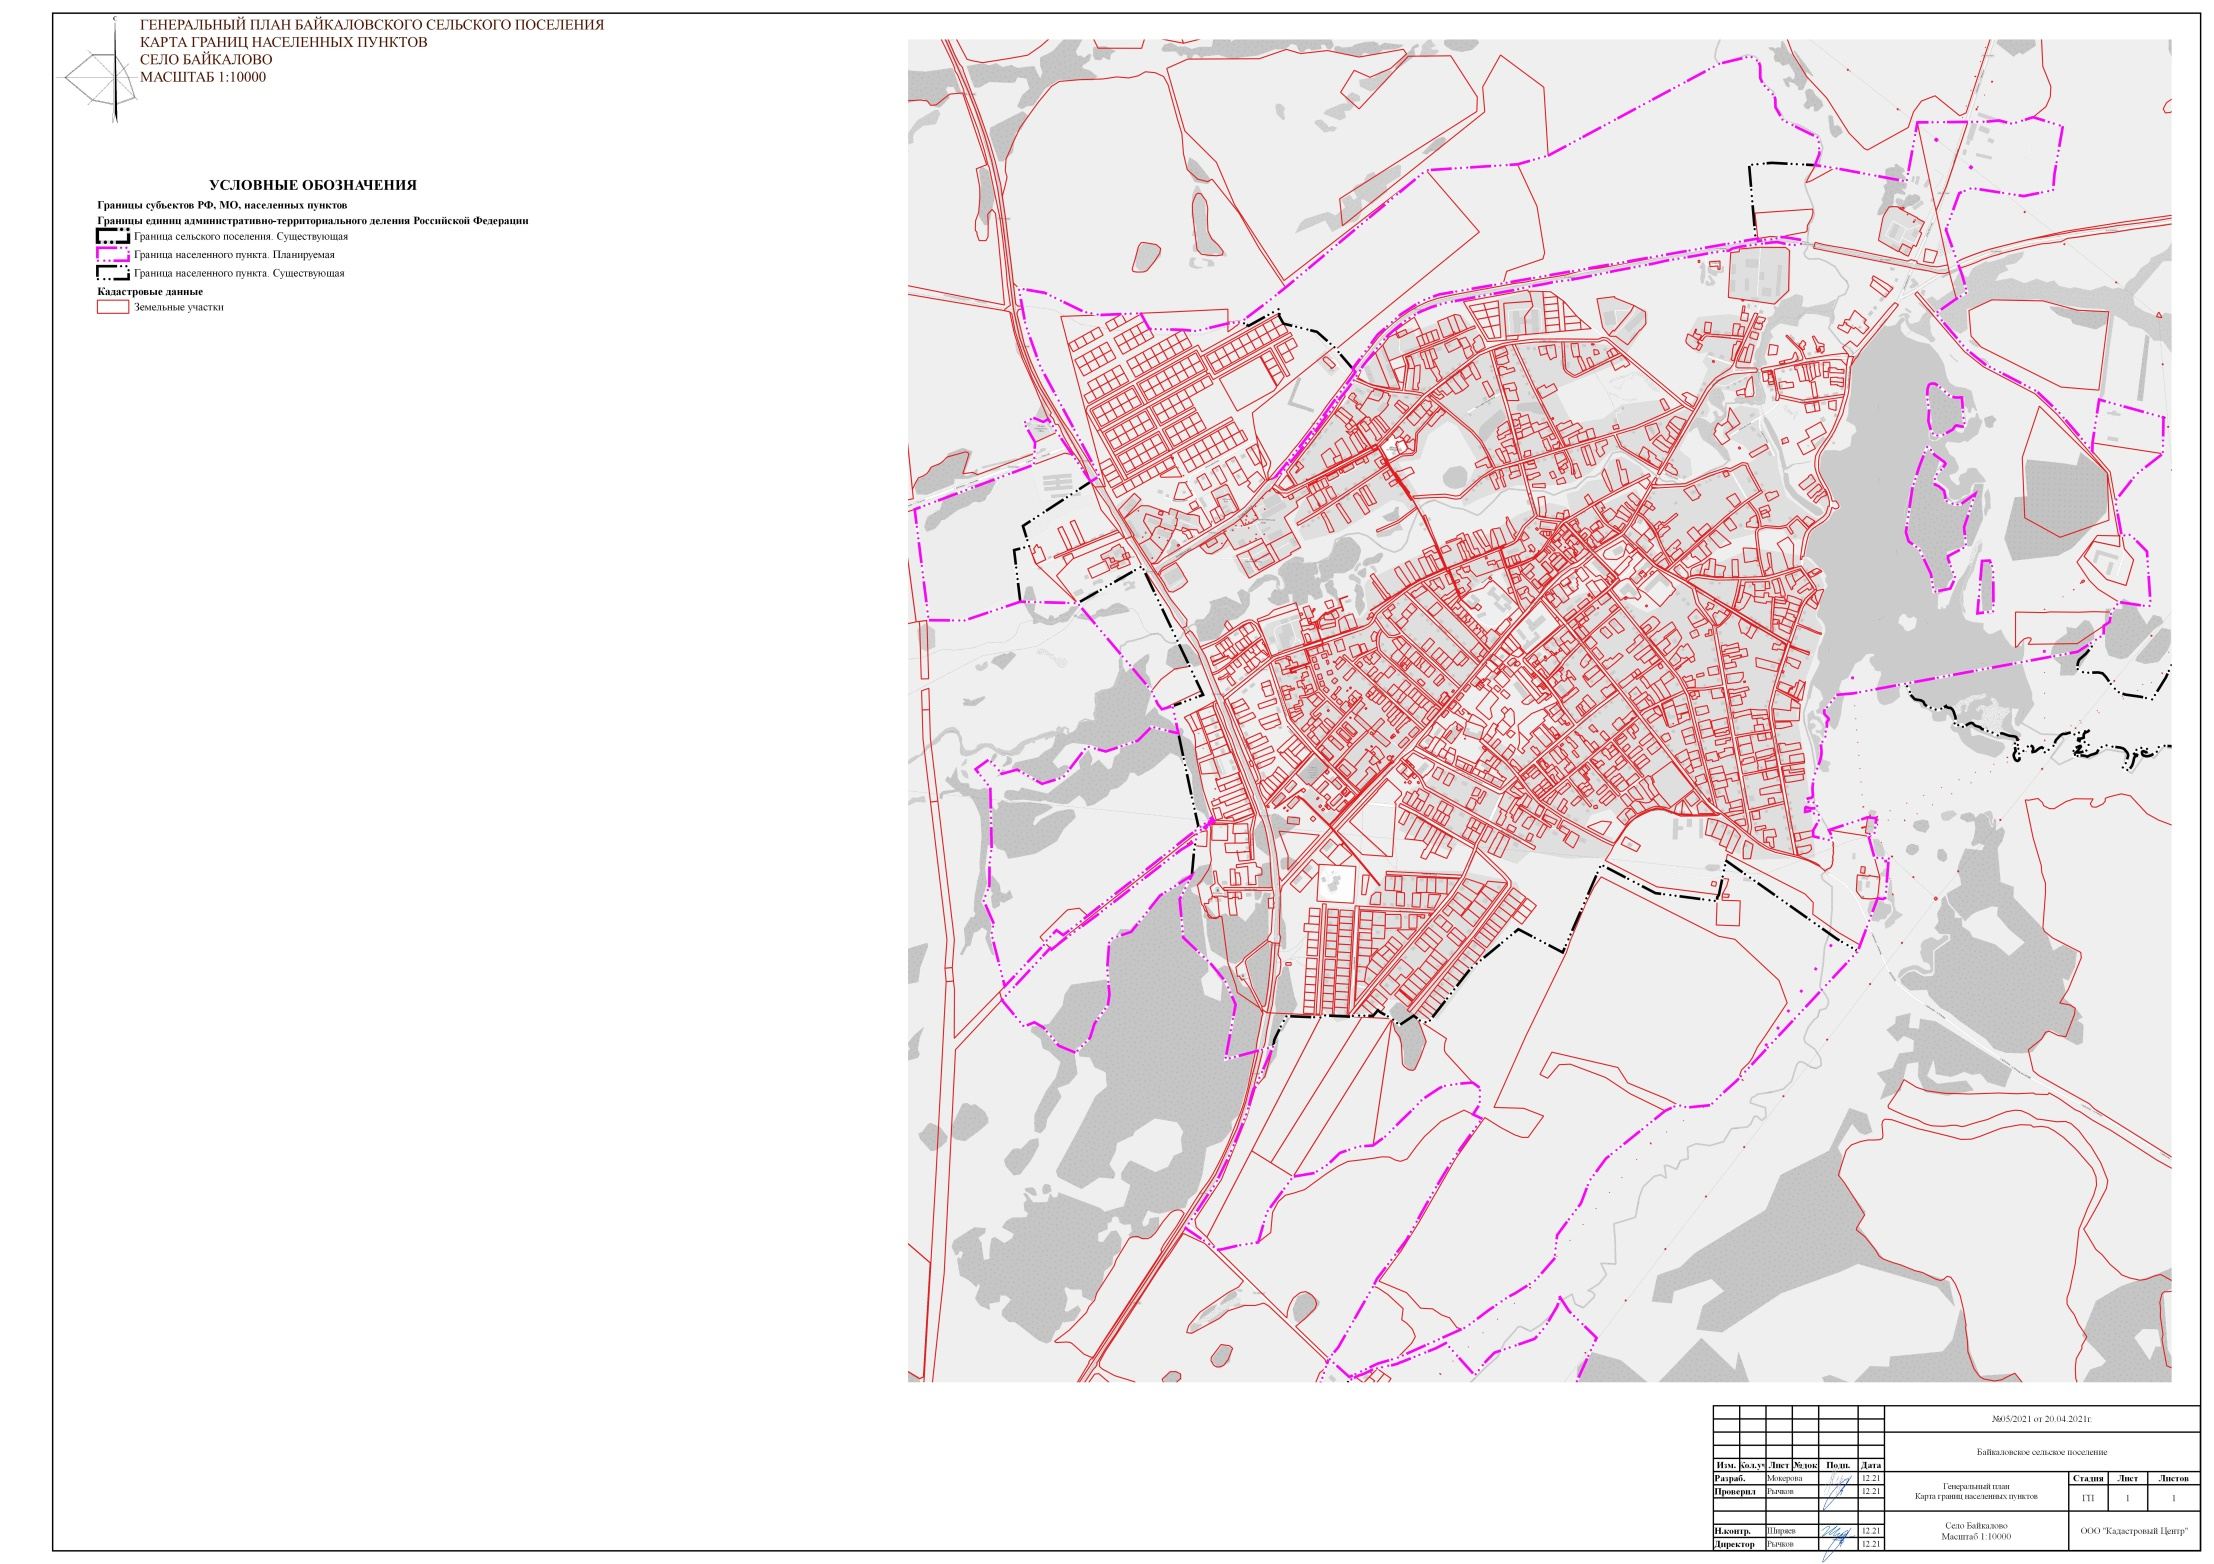 С
ГЕНЕРАЛЬНЫЙ ПЛАН БАЙКАЛОВСКОГО СЕЛЬСКОГО ПОСЕЛЕНИЯ
КАРТА ГРАНИЦ НАСЕЛЕННЫХ ПУНКТОВ
СЕЛО БАЙКАЛОВО
МАСШТАБ 1:10000
УСЛОВНЫЕ ОБОЗНАЧЕНИЯ
Границы субъектов РФ, МО, населенных пунктов
Границы единиц административно-территориального деления Российской Федерации
Граница сельского поселения. Существующая
Граница населенного пункта. Планируемая
Граница населенного пункта. Существующая
Кадастровые данные
Земельные участки
№05/2021 от 20.04.2021г.
Байкаловское сельское поселение
Изм. Кол.уч Лист №док Подп. Дата
Разраб. Мокерова 12.21
Проверил Рычков 12.21
Генеральный план
Карта границ населенных пунктов
Стадия Лист Листов
ГП 1 1
Н.контр. Ширяев 12.21
Директор Рычков 12.21
Село Байкалово
Масштаб 1:10000
ООО "Кадастровый Центр"